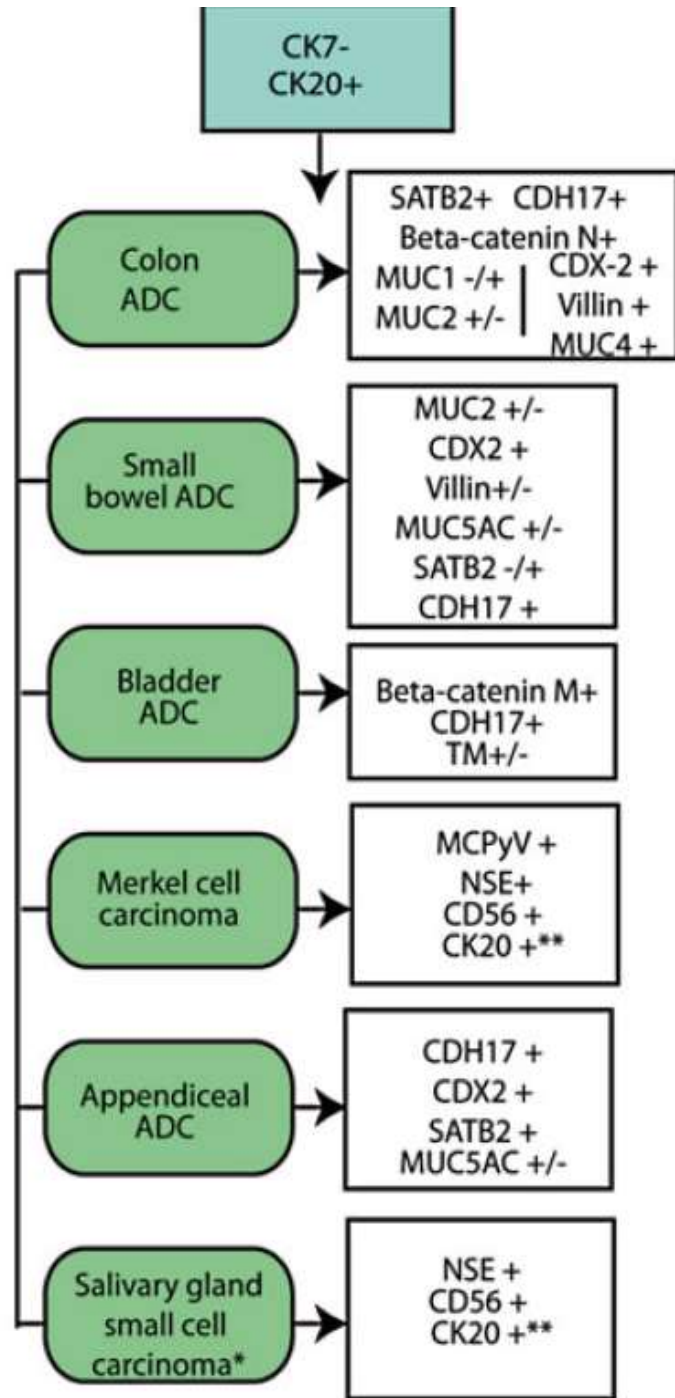 CK7-
CK20+
Colon
ADC
SATB2+ CDH17+
Beta-catenin N+
MUC1 -/+
MUC2 +/-
CDX-2 +
Villin +
MUC4 +
Small
bowel ADC
MUC2 +/-
CDX2 +
Villin+/-
MUC5AC +/-
SATB2 -/+
CDH17 +
Bladder
ADC
Beta-catenin M+
CDH17+
TM+/-
Merkel cell
carcinoma
MCPyV +
NSE+
CD56 +
CK20 +**
Appendiceal
ADC
CDH17 +
CDX2 +
SATB2 +
MUC5AC +/-
Salivary gland
small cell
carcinoma*
NSE +
CD56 +
CK20 +**